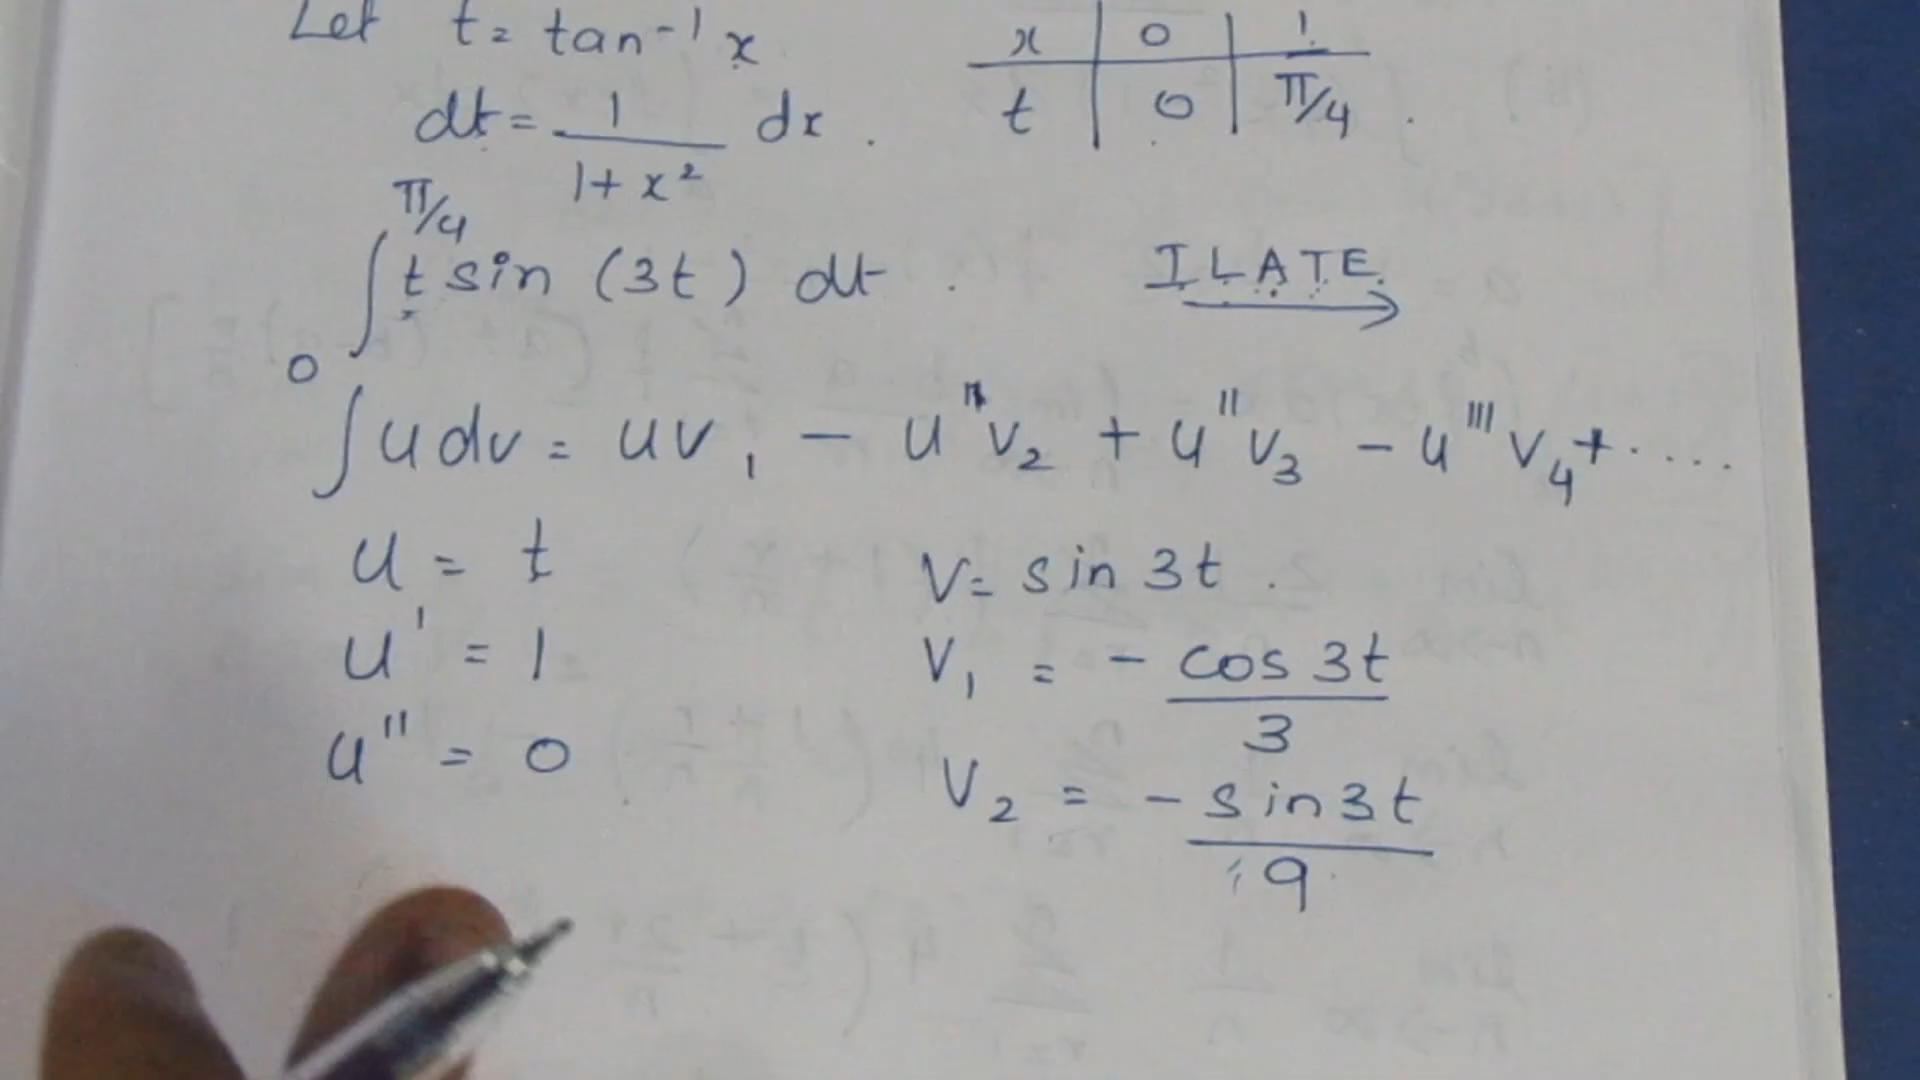 Let t = tan⁻¹ x
x | 0 | 1
dt = 1/(1+x²) dx .
t | 0 | π/4 .
∫₀^(π/4) t sin (3t) dt .
ILATE
∫ u dv = uv₁ − u''v₂ + u''v₃ − u'''v₄ + .....
u = t
v = sin 3t .
u' = 1
v₁ = − cos 3t / 3
u'' = 0
v₂ = − sin 3t / 9